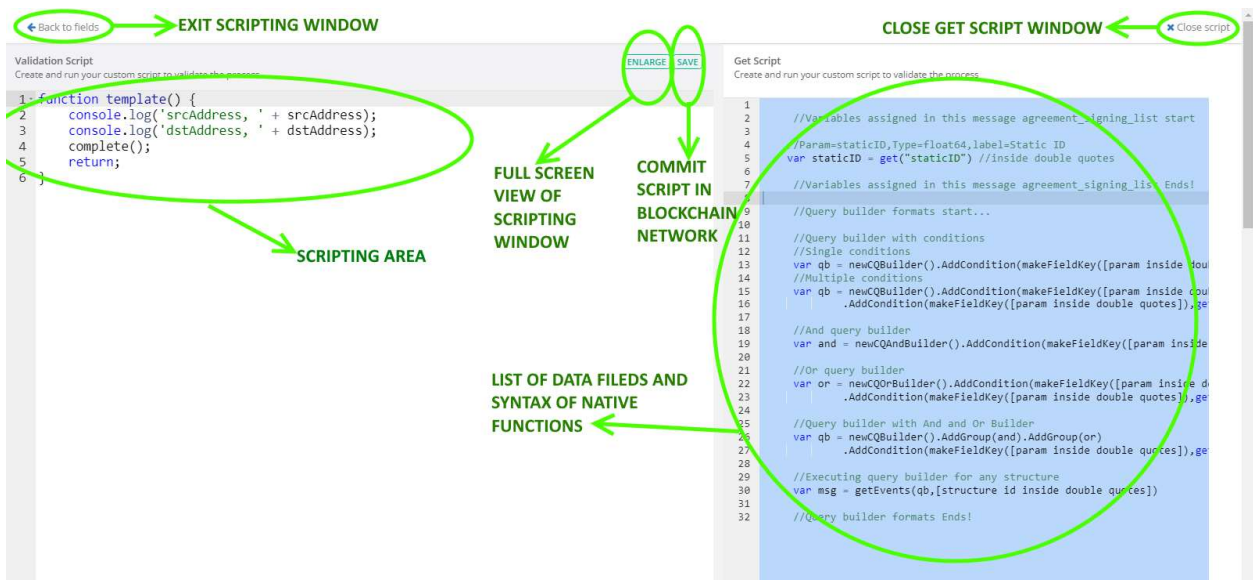 Back to fields
EXIT SCRIPTING WINDOW
CLOSE GET SCRIPT WINDOW
Close script
Validation Script
Create and run your custom script to validate the process
ENLARGE
SAVE
1 function template() {
2 console.log('srcAddress, ' + srcAddress);
3 console.log('dstAddress, ' + dstAddress);
4 complete();
5 return;
6 }
SCRIPTING AREA
FULL SCREEN
VIEW OF
SCRIPTING
WINDOW
COMMIT
SCRIPT IN
BLOCKCHAIN
NETWORK
LIST OF DATA FILEDS AND
SYNTAX OF NATIVE
FUNCTIONS
Get Script
Create and run your custom script to validate the process
1
2 //Variables assigned in this message agreement_signing_list start
3
4 //Param=staticID,Type=float64,label=Static ID
5 var staticID = get("staticID") //inside double quotes
6
7 //Variables assigned in this message agreement_signing_list Ends!
8
9 //Query builder formats start...
10
11 //Query builder with conditions
12 //Single conditions
13 var qb = newCQBuilder().AddCondition(makeFieldKey([param inside dou
14 //Multiple conditions
15 var qb = newCQBuilder().AddCondition(makeFieldKey([param inside dou
16 .AddCondition(makeFieldKey([param inside double quotes]),ge
17
18 //And query builder
19 var and = newCQAndBuilder().AddCondition(makeFieldKey([param inside
20
21 //Or query builder
22 var or = newCQOrBuilder().AddCondition(makeFieldKey([param inside d
23 .AddCondition(makeFieldKey([param inside double quotes]),ge
24
25 //Query builder with And and Or Builder
26 var qb = newCQBuilder().AddGroup(and).AddGroup(or)
27 .AddCondition(makeFieldKey([param inside double quotes]),ge
28
29 //Executing query builder for any structure
30 var msg = getEvents(qb,[structure id inside double quotes])
31
32 //Query builder formats Ends!